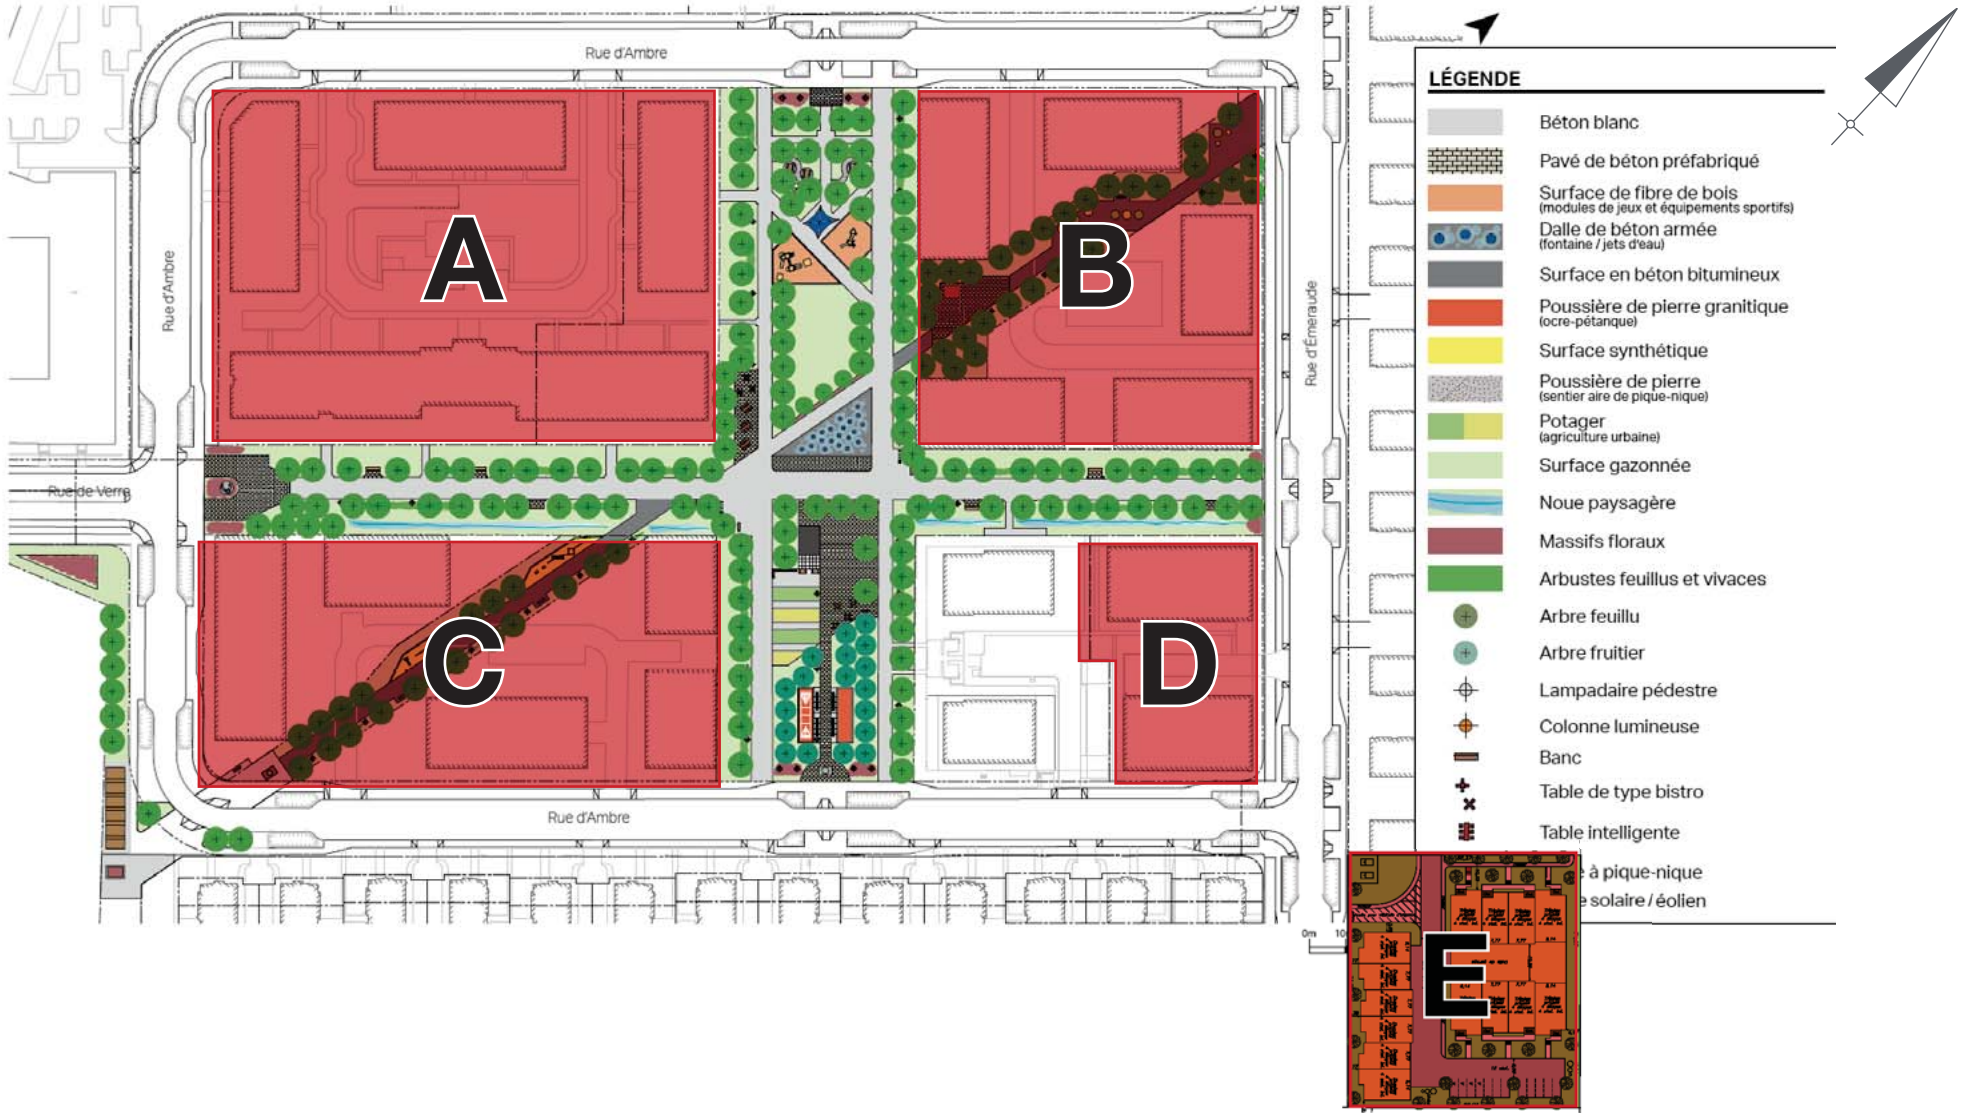 Rue d'Ambre
A
B
Rue d'Ambre
Rue d'Émeraude
Rue de Verre
C
D
Rue d'Ambre
LÉGENDE
Béton blanc
Pavé de béton préfabriqué
Surface de fibre de bois
(modules de jeux et équipements sportifs)
Dalle de béton armée
(fontaine / jets d'eau)
Surface en béton bitumineux
Poussière de pierre granitique
(ocre-pétanque)
Surface synthétique
Poussière de pierre
(sentier aire de pique-nique)
Potager
(agriculture urbaine)
Surface gazonnée
Noue paysagère
Massifs floraux
Arbustes feuillus et vivaces
Arbre feuillu
Arbre fruitier
Lampadaire pédestre
Colonne lumineuse
Banc
Table de type bistro
Table intelligente
à pique-nique
solaire / éolien
0m 10
E